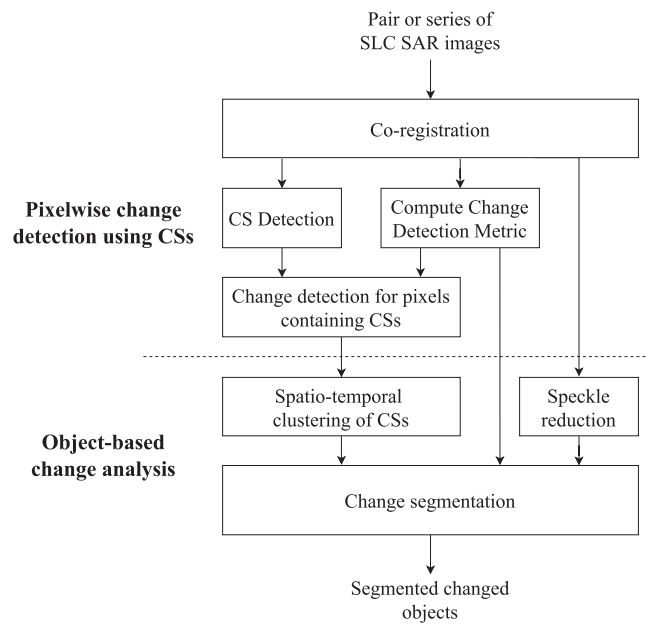 Pair or series of
SLC SAR images
Co-registration
Pixelwise change
detection using CSs
CS Detection
Compute Change
Detection Metric
Change detection for pixels
containing CSs
Object-based
change analysis
Spatio-temporal
clustering of CSs
Speckle
reduction
Change segmentation
Segmented changed
objects